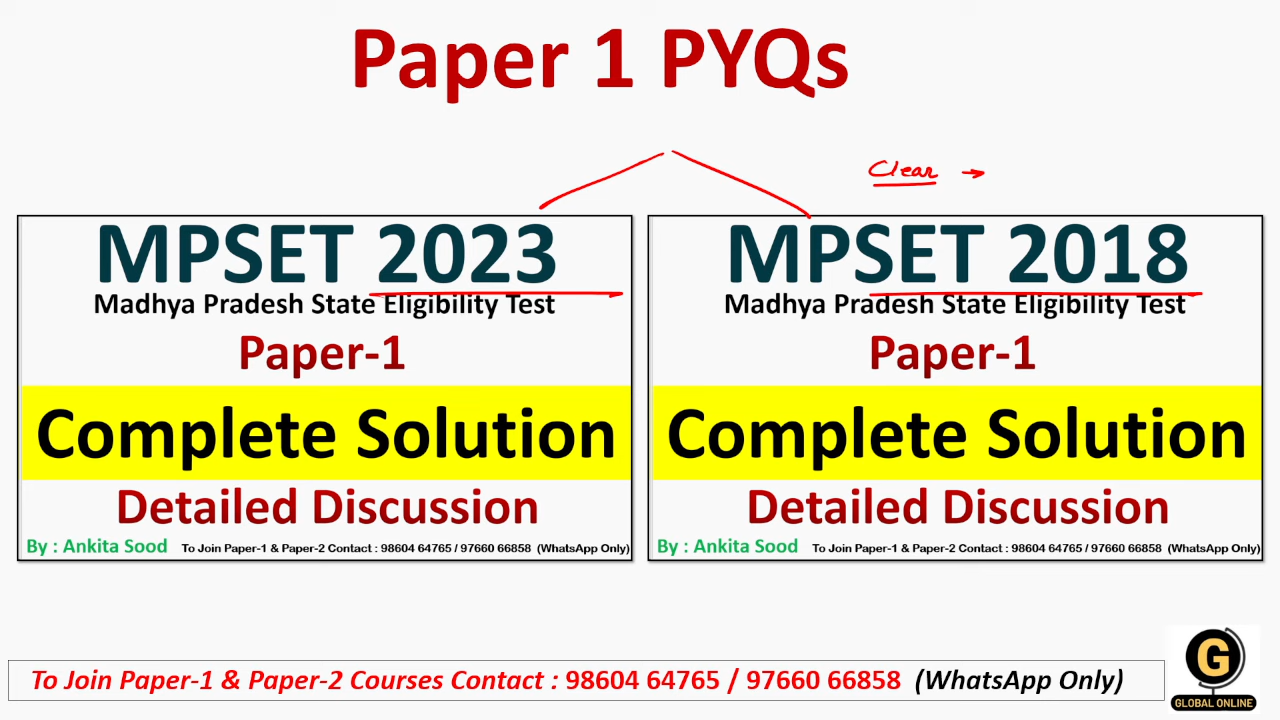 Paper 1 PYQs
Clear →
MPSET 2023
Madhya Pradesh State Eligibility Test
Paper-1
Complete Solution
Detailed Discussion
By : Ankita Sood To Join Paper-1 & Paper-2 Contact : 98604 64765 / 97660 66858 (WhatsApp Only)
MPSET 2018
Madhya Pradesh State Eligibility Test
Paper-1
Complete Solution
Detailed Discussion
By : Ankita Sood To Join Paper-1 & Paper-2 Contact : 98604 64765 / 97660 66858 (WhatsApp Only)
To Join Paper-1 & Paper-2 Courses Contact : 98604 64765 / 97660 66858 (WhatsApp Only)
G
GLOBAL ONLINE